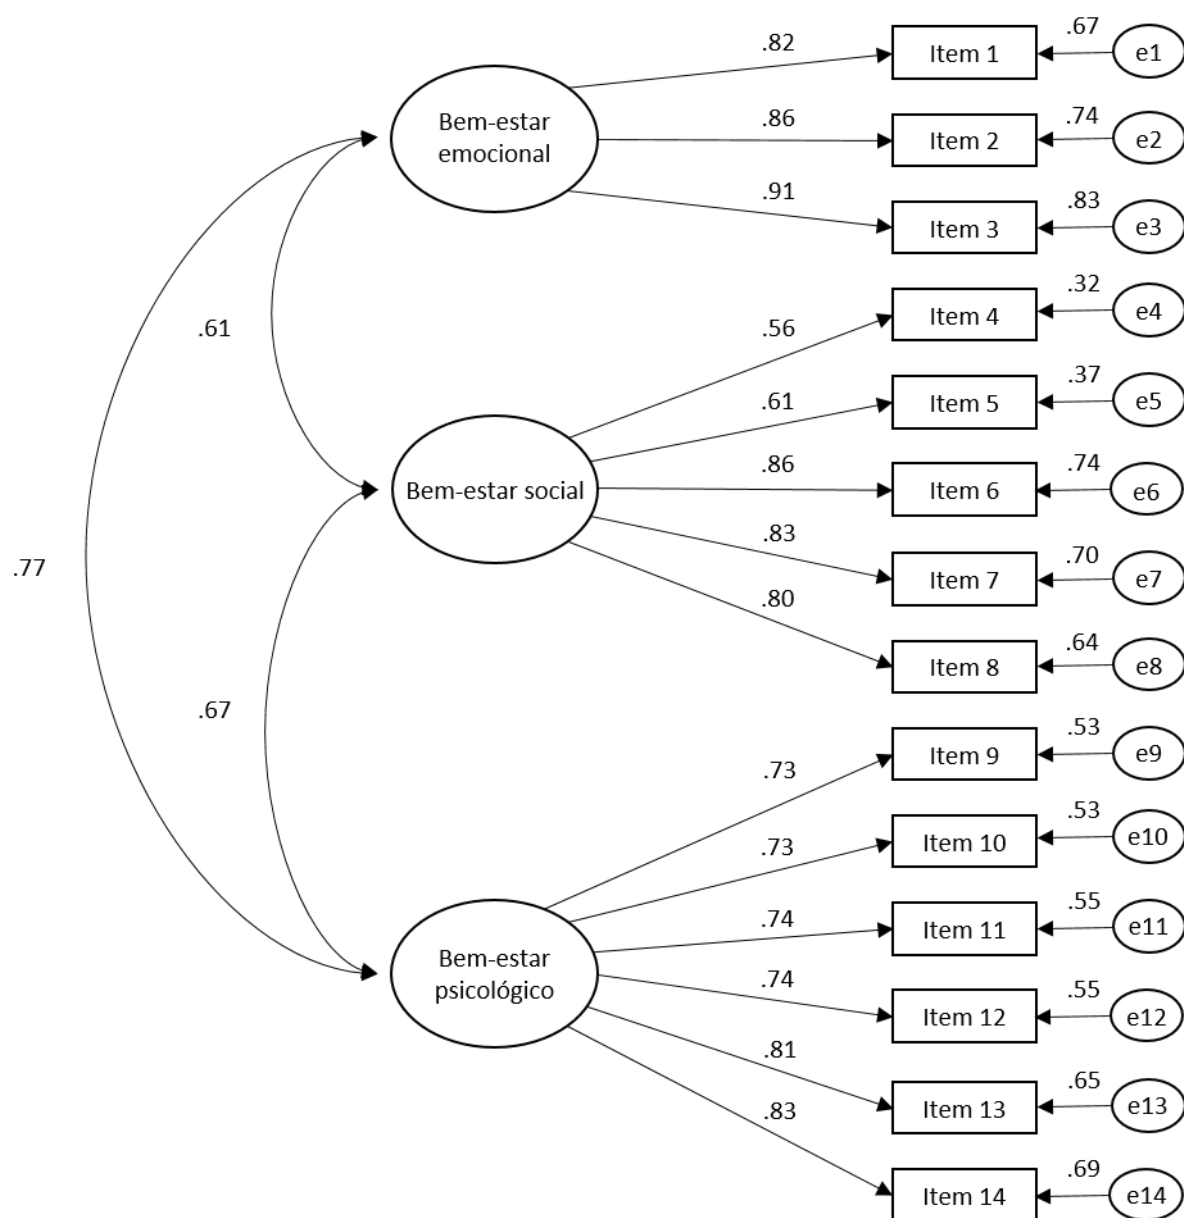 .82
Item 1
.67
e1
Bem-estar
emocional
.86
Item 2
.74
e2
.91
Item 3
.83
e3
.61
.56
Item 4
.32
e4
.61
Item 5
.37
e5
Bem-estar social
.86
Item 6
.74
e6
.77
.83
Item 7
.70
e7
.80
Item 8
.64
e8
.67
.73
Item 9
.53
e9
.73
Item 10
.53
e10
Bem-estar
psicológico
.74
Item 11
.55
e11
.74
Item 12
.55
e12
.81
Item 13
.65
e13
.83
Item 14
.69
e14